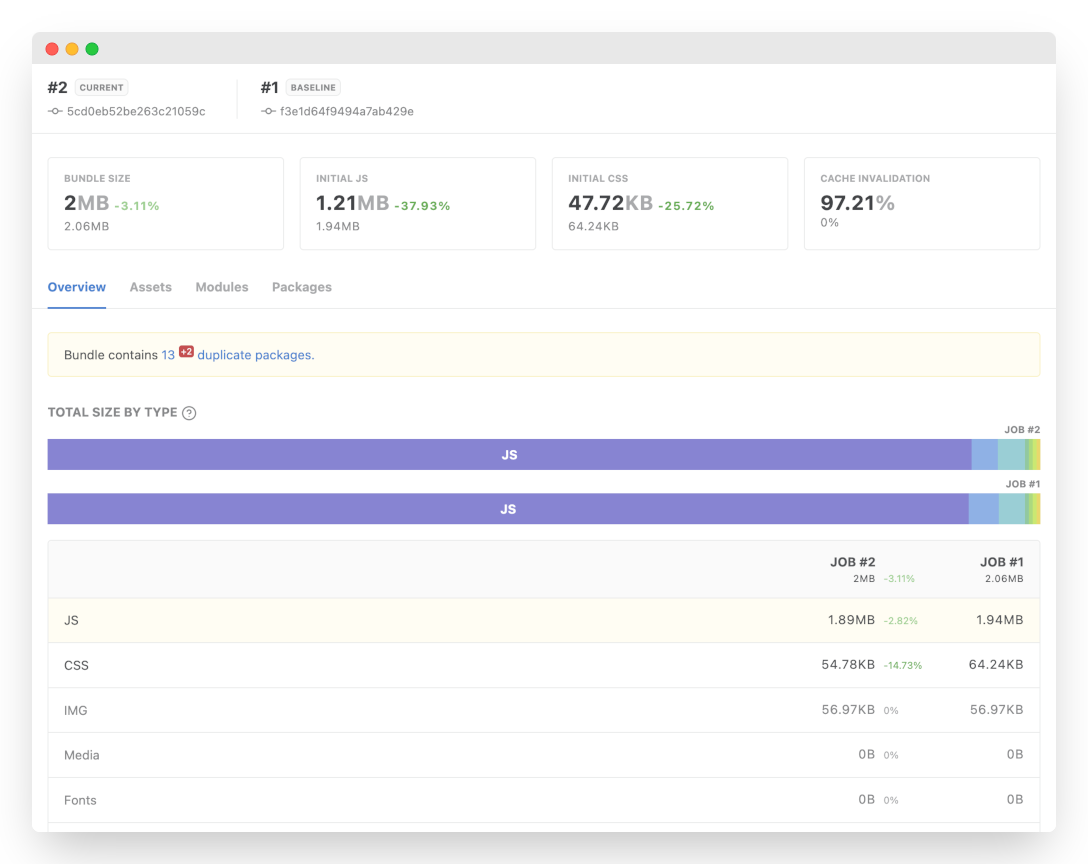 #2 CURRENT
5cd0eb52be263c21059c
#1 BASELINE
f3e1d64f9494a7ab429e
BUNDLE SIZE
2MB -3.11%
2.06MB
INITIAL JS
1.21MB -37.93%
1.94MB
INITIAL CSS
47.72KB -25.72%
64.24KB
CACHE INVALIDATION
97.21%
0%
Overview Assets Modules Packages
Bundle contains 13 +2 duplicate packages.
TOTAL SIZE BY TYPE ?
JOB #2
JS
JOB #1
JS
JOB #2 JOB #1
2MB -3.11% 2.06MB
JS 1.89MB -2.82% 1.94MB
CSS 54.78KB -14.73% 64.24KB
IMG 56.97KB 0% 56.97KB
Media 0B 0% 0B
Fonts 0B 0% 0B